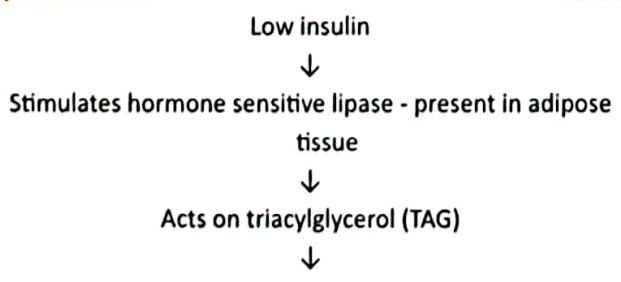 Low insulin
↓
Stimulates hormone sensitive lipase - present in adipose
tissue
↓
Acts on triacylglycerol (TAG)
↓